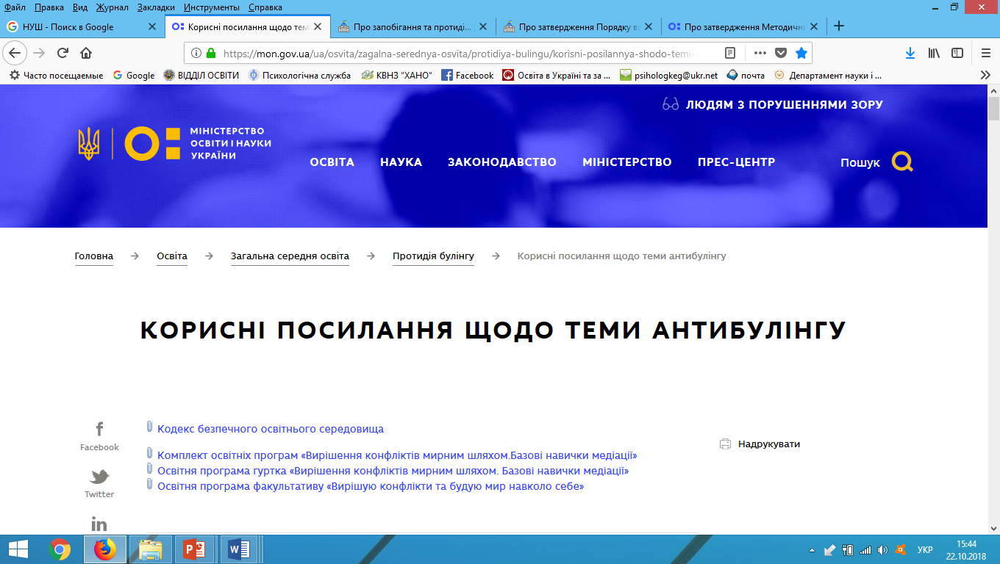 Файл Правка Вид Журнал Закладки Инструменты Справка
НУШ - Поиск в Google
Корисні посилання щодо тем
Про запобігання та протиді...
Про затвердження Порядку вз
Про затвердження Методичн
https://mon.gov.ua/ua/osvita/zagalna-serednya-osvita/protidiya-bulingu/korisni-posilannya-shodo-temi-
Часто посещаемые Google ВІДДІЛ ОСВІТИ Психологічна служба КВНЗ "ХАНО" Facebook Освіта в Україні та за ... psihologkeg@ukr.net почта Департамент науки і ...
ЛЮДЯМ З ПОРУШЕННЯМИ ЗОРУ
МІНІСТЕРСТВО
ОСВІТИ І НАУКИ
УКРАЇНИ
ОСВІТА НАУКА ЗАКОНОДАВСТВО МІНІСТЕРСТВО ПРЕС-ЦЕНТР Пошук
Головна → Освіта → Загальна середня освіта → Протидія булінгу → Корисні посилання щодо теми антибулінгу
КОРИСНІ ПОСИЛАННЯ ЩОДО ТЕМИ АНТИБУЛІНГУ
Кодекс безпечного освітнього середовища
Комплект освітніх програм «Вирішення конфліктів мирним шляхом.Базові навички медіації»
Освітня програма гуртка «Вирішення конфліктів мирним шляхом. Базові навички медіації»
Освітня програма факультативу «Вирішую конфлікти та будую мир навколо себе»
Надрукувати
Facebook
Twitter
in
УКР
15:44
22.10.2018